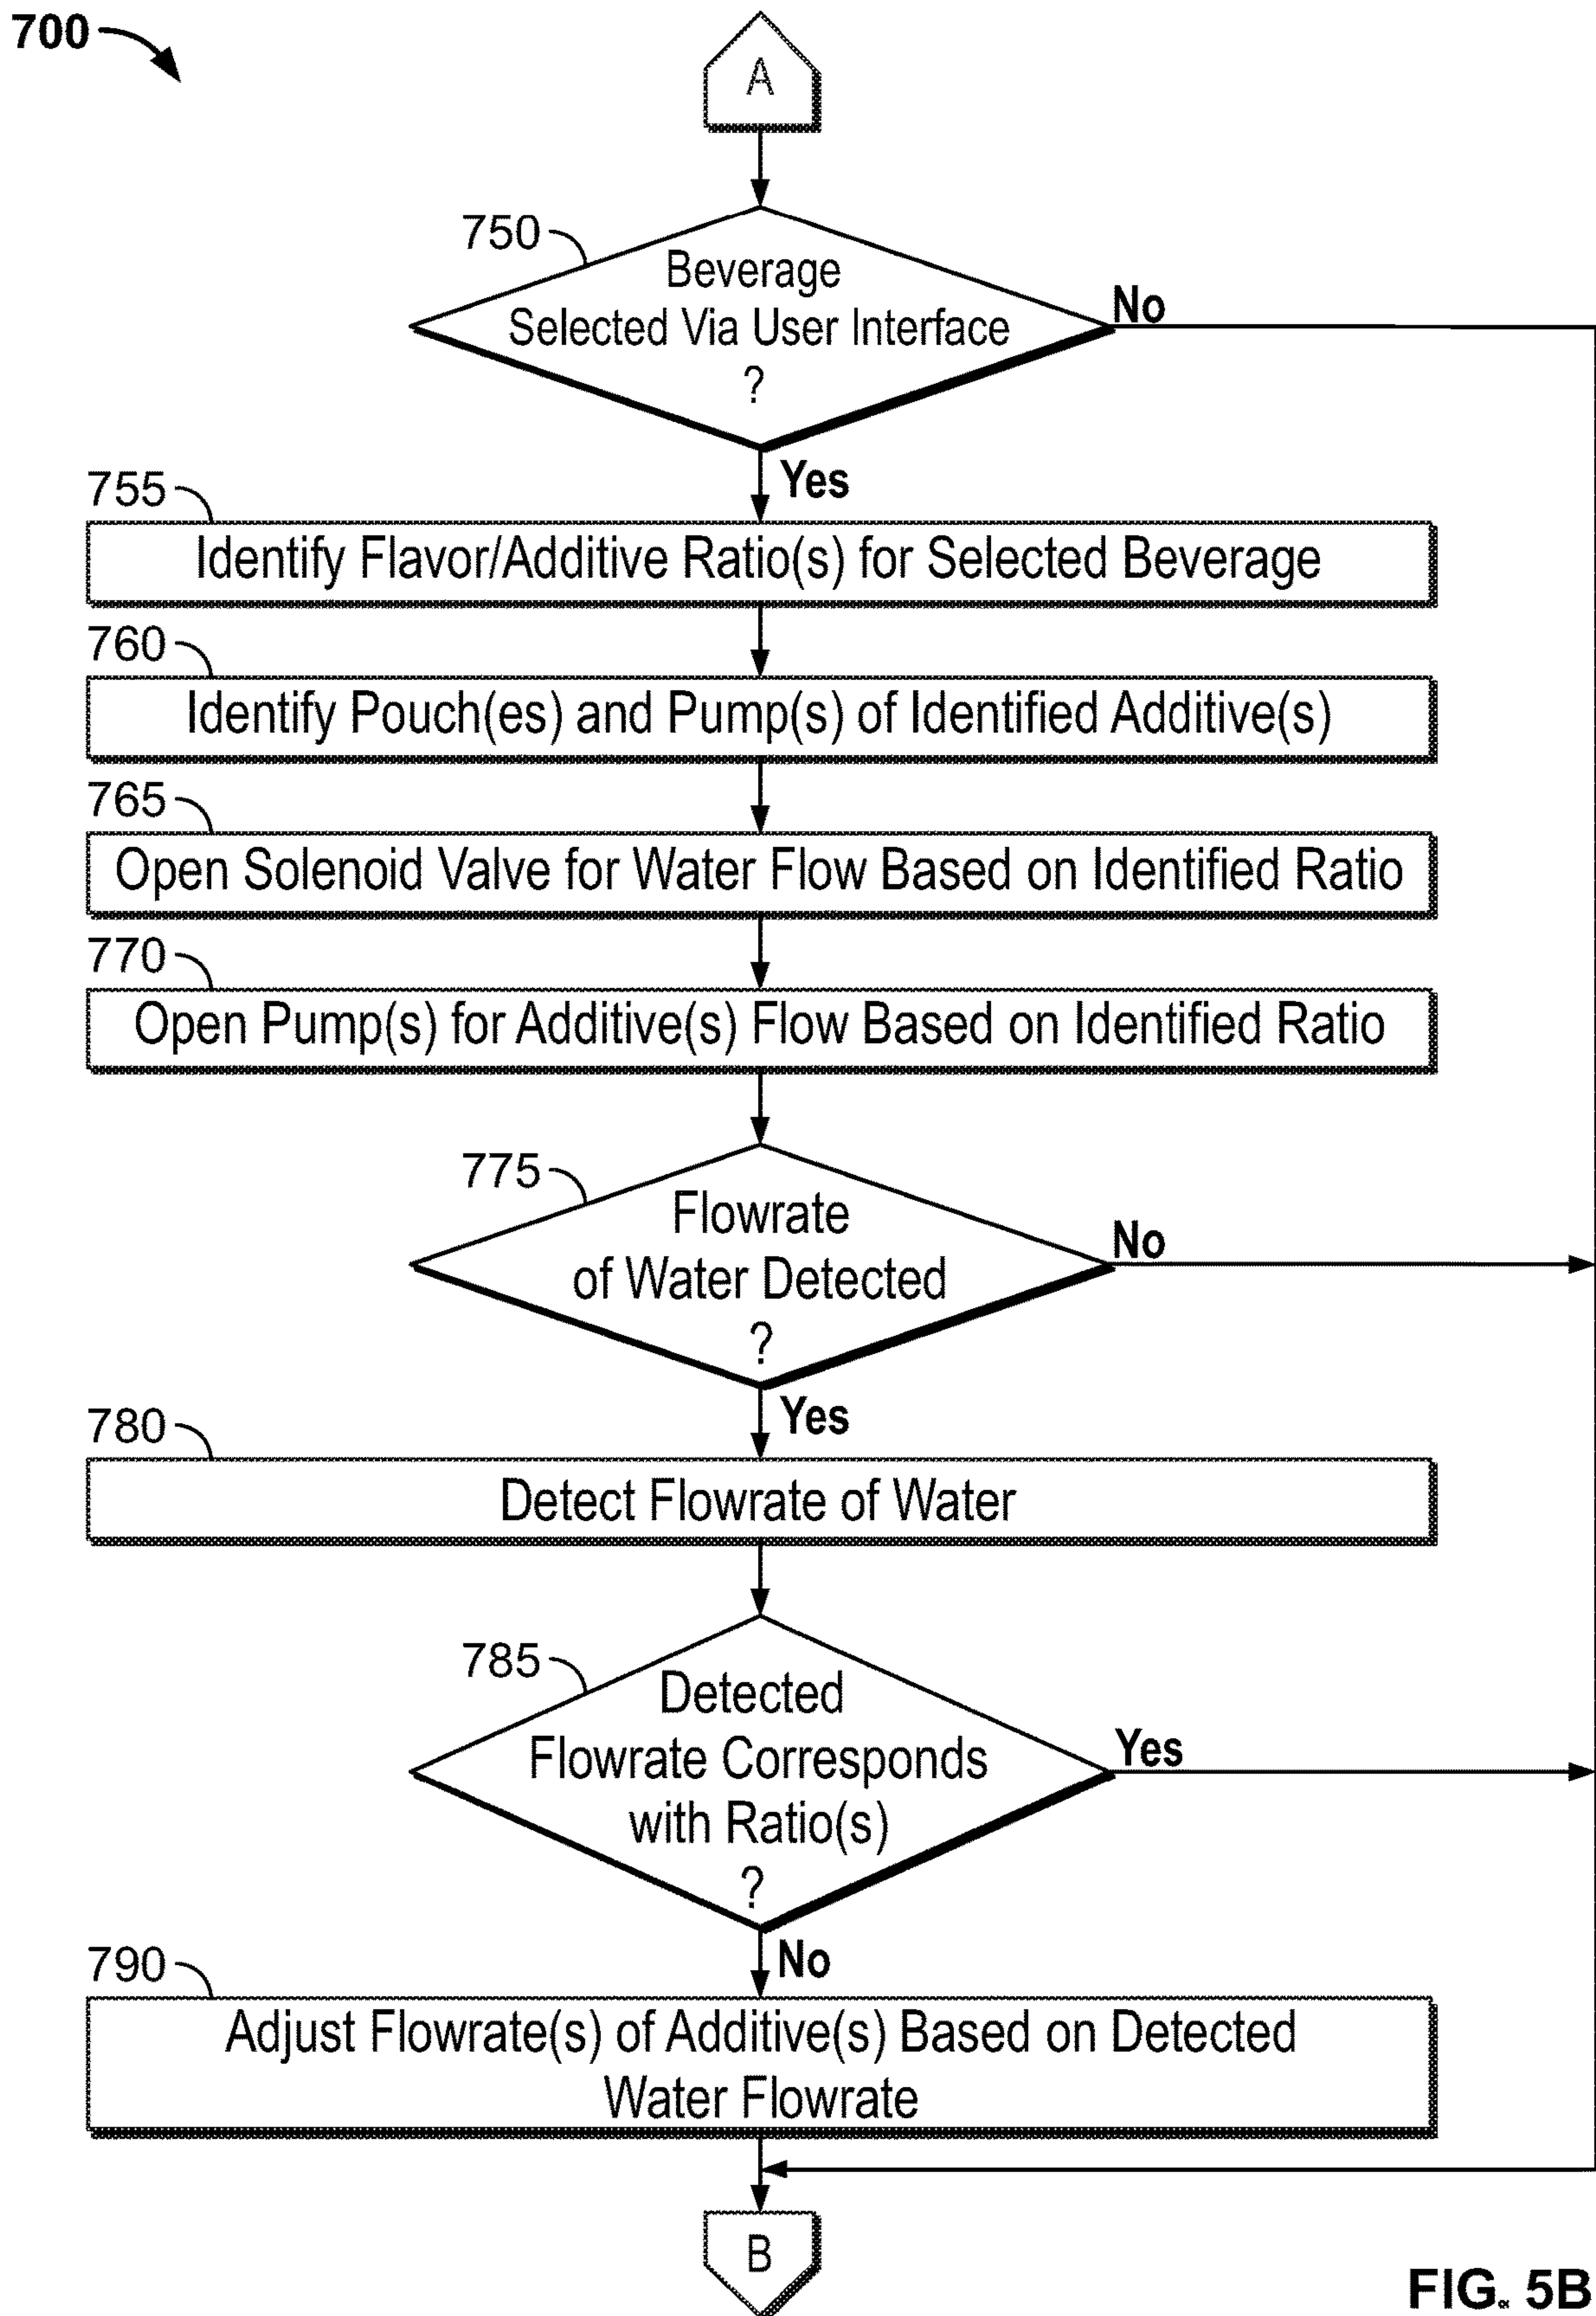 700
A
750
Beverage
Selected Via User Interface
?
No
Yes
755
Identify Flavor/Additive Ratio(s) for Selected Beverage
760
Identify Pouch(es) and Pump(s) of Identified Additive(s)
765
Open Solenoid Valve for Water Flow Based on Identified Ratio
770
Open Pump(s) for Additive(s) Flow Based on Identified Ratio
775
Flowrate
of Water Detected
?
No
Yes
780
Detect Flowrate of Water
785
Detected
Flowrate Corresponds
with Ratio(s)
?
Yes
No
790
Adjust Flowrate(s) of Additive(s) Based on Detected
Water Flowrate
B
FIG. 5B